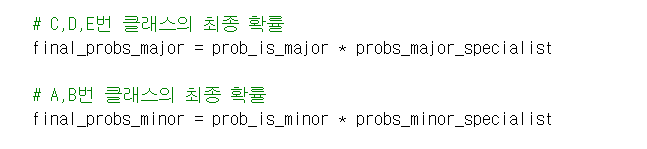 # C,D,E번 클래스의 최종 확률
final_probs_major = prob_is_major * probs_major_specialist
# A,B번 클래스의 최종 확률
final_probs_minor = prob_is_minor * probs_minor_specialist